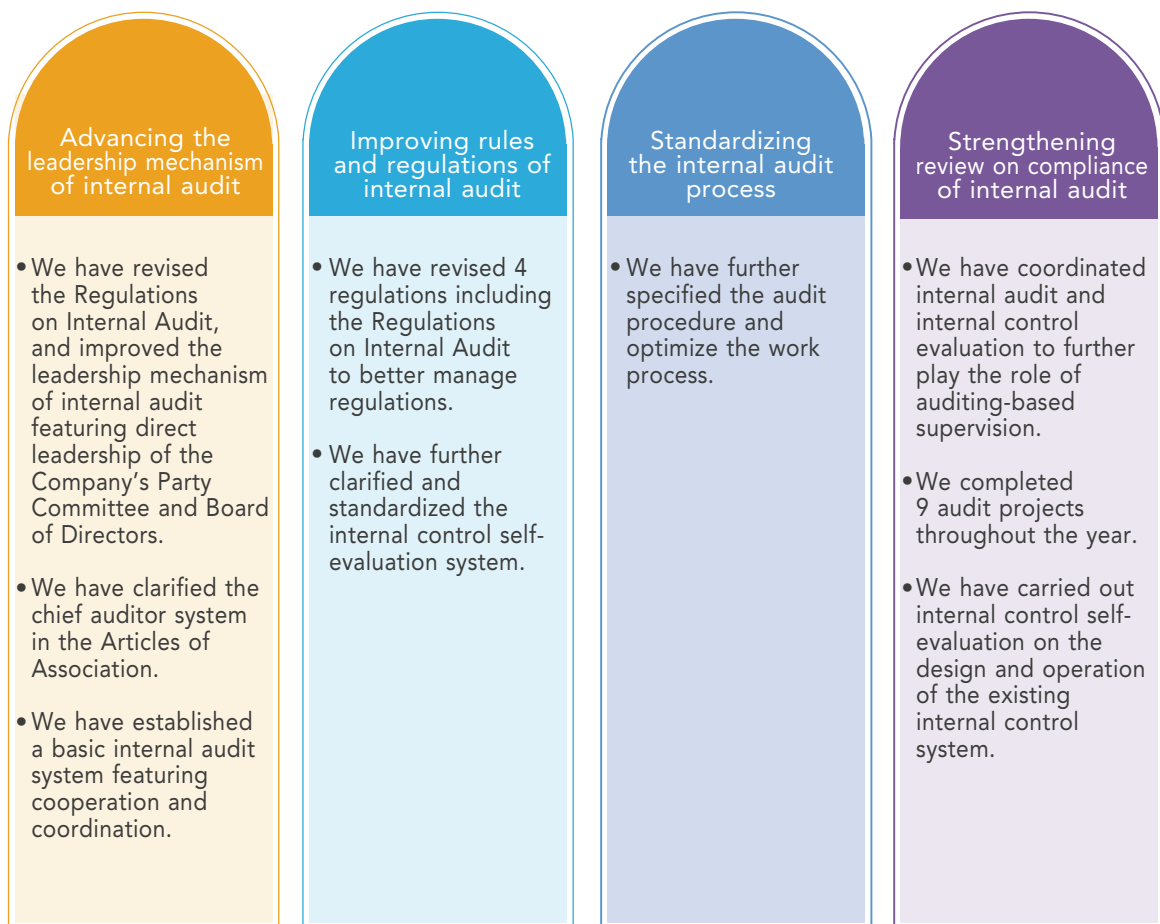 Advancing the
leadership mechanism
of internal audit
• We have revised
the Regulations
on Internal Audit,
and improved the
leadership mechanism
of internal audit
featuring direct
leadership of the
Company's Party
Committee and Board
of Directors.
• We have clarified the
chief auditor system
in the Articles of
Association.
• We have established
a basic internal audit
system featuring
cooperation and
coordination.
Improving rules
and regulations of
internal audit
• We have revised 4
regulations including
the Regulations
on Internal Audit
to better manage
regulations.
• We have further
clarified and
standardized the
internal control self-
evaluation system.
Standardizing
the internal audit
process
• We have further
specified the audit
procedure and
optimize the work
process.
Strengthening
review on compliance
of internal audit
• We have coordinated
internal audit and
internal control
evaluation to further
play the role of
auditing-based
supervision.
• We completed
9 audit projects
throughout the year.
• We have carried out
internal control self-
evaluation on the
design and operation
of the existing
internal control
system.